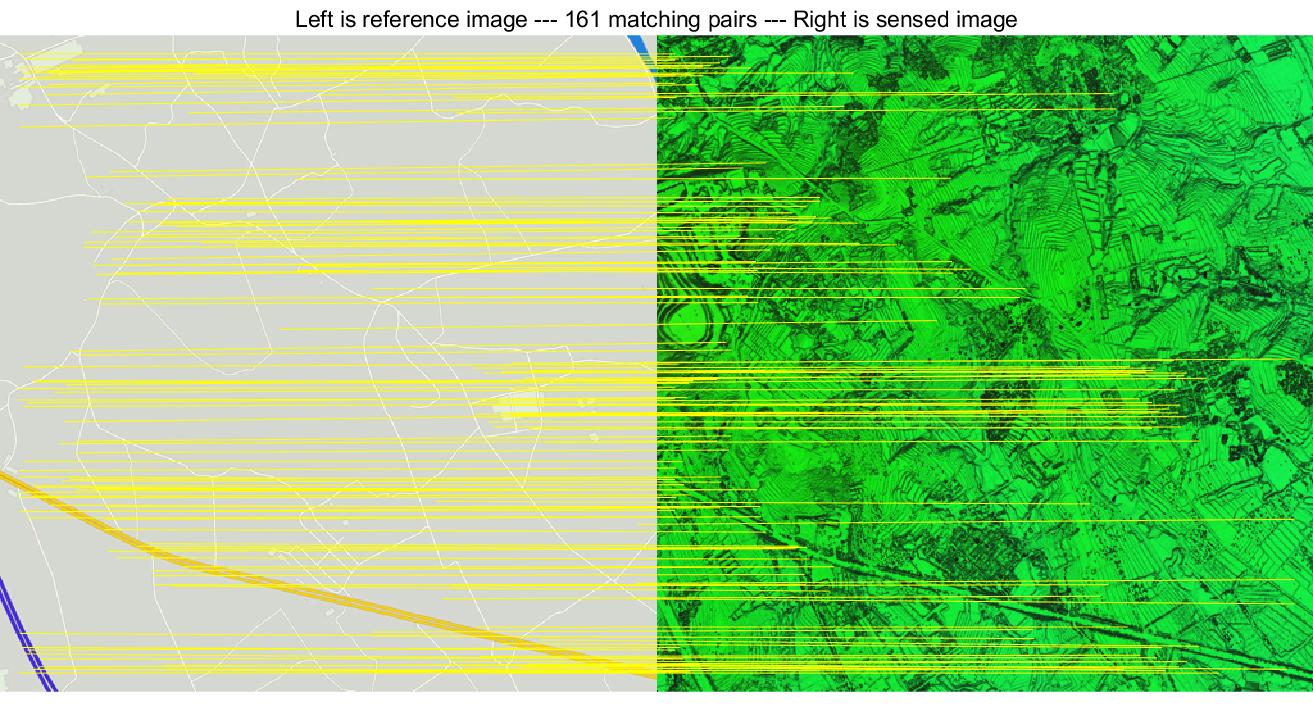 Left is reference image --- 161 matching pairs --- Right is sensed image